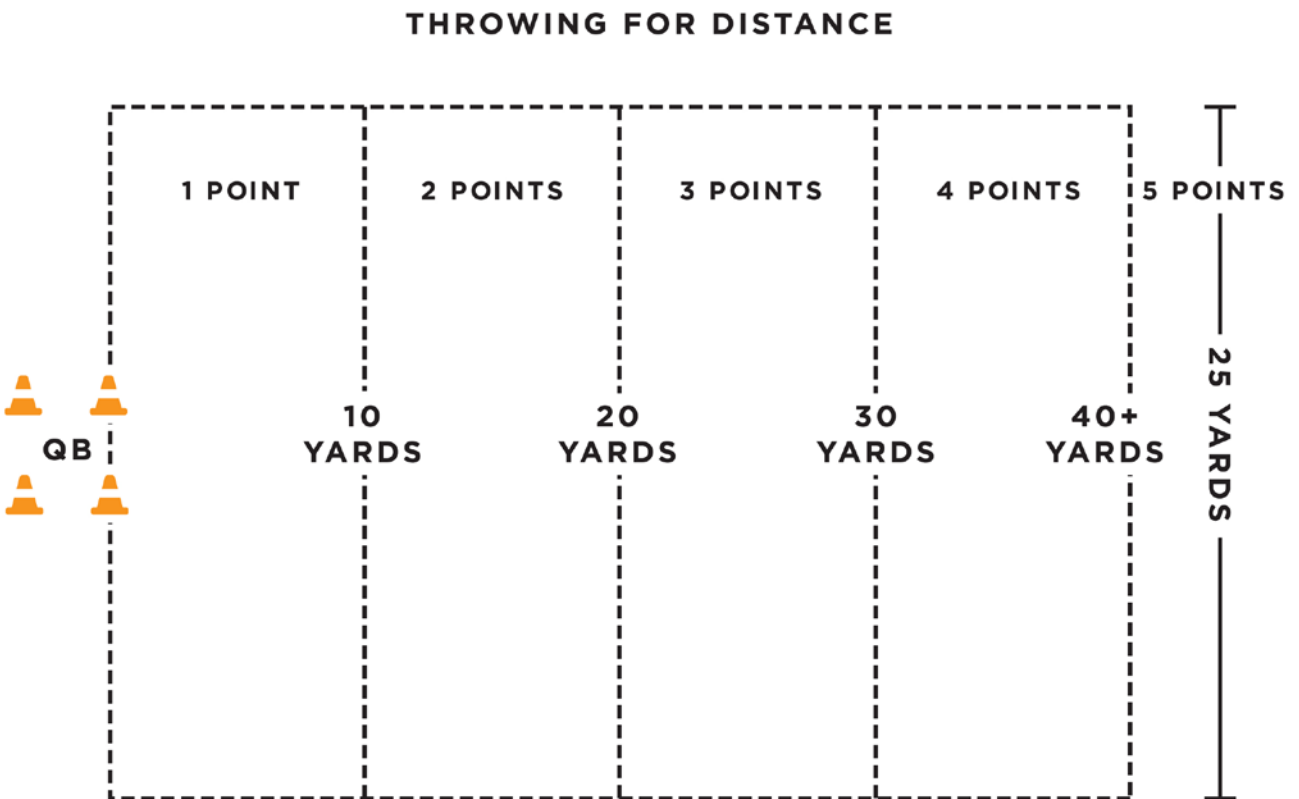 THROWING FOR DISTANCE
1 POINT
2 POINTS
3 POINTS
4 POINTS
5 POINTS
QB
10
YARDS
20
YARDS
30
YARDS
40+
YARDS
25 YARDS